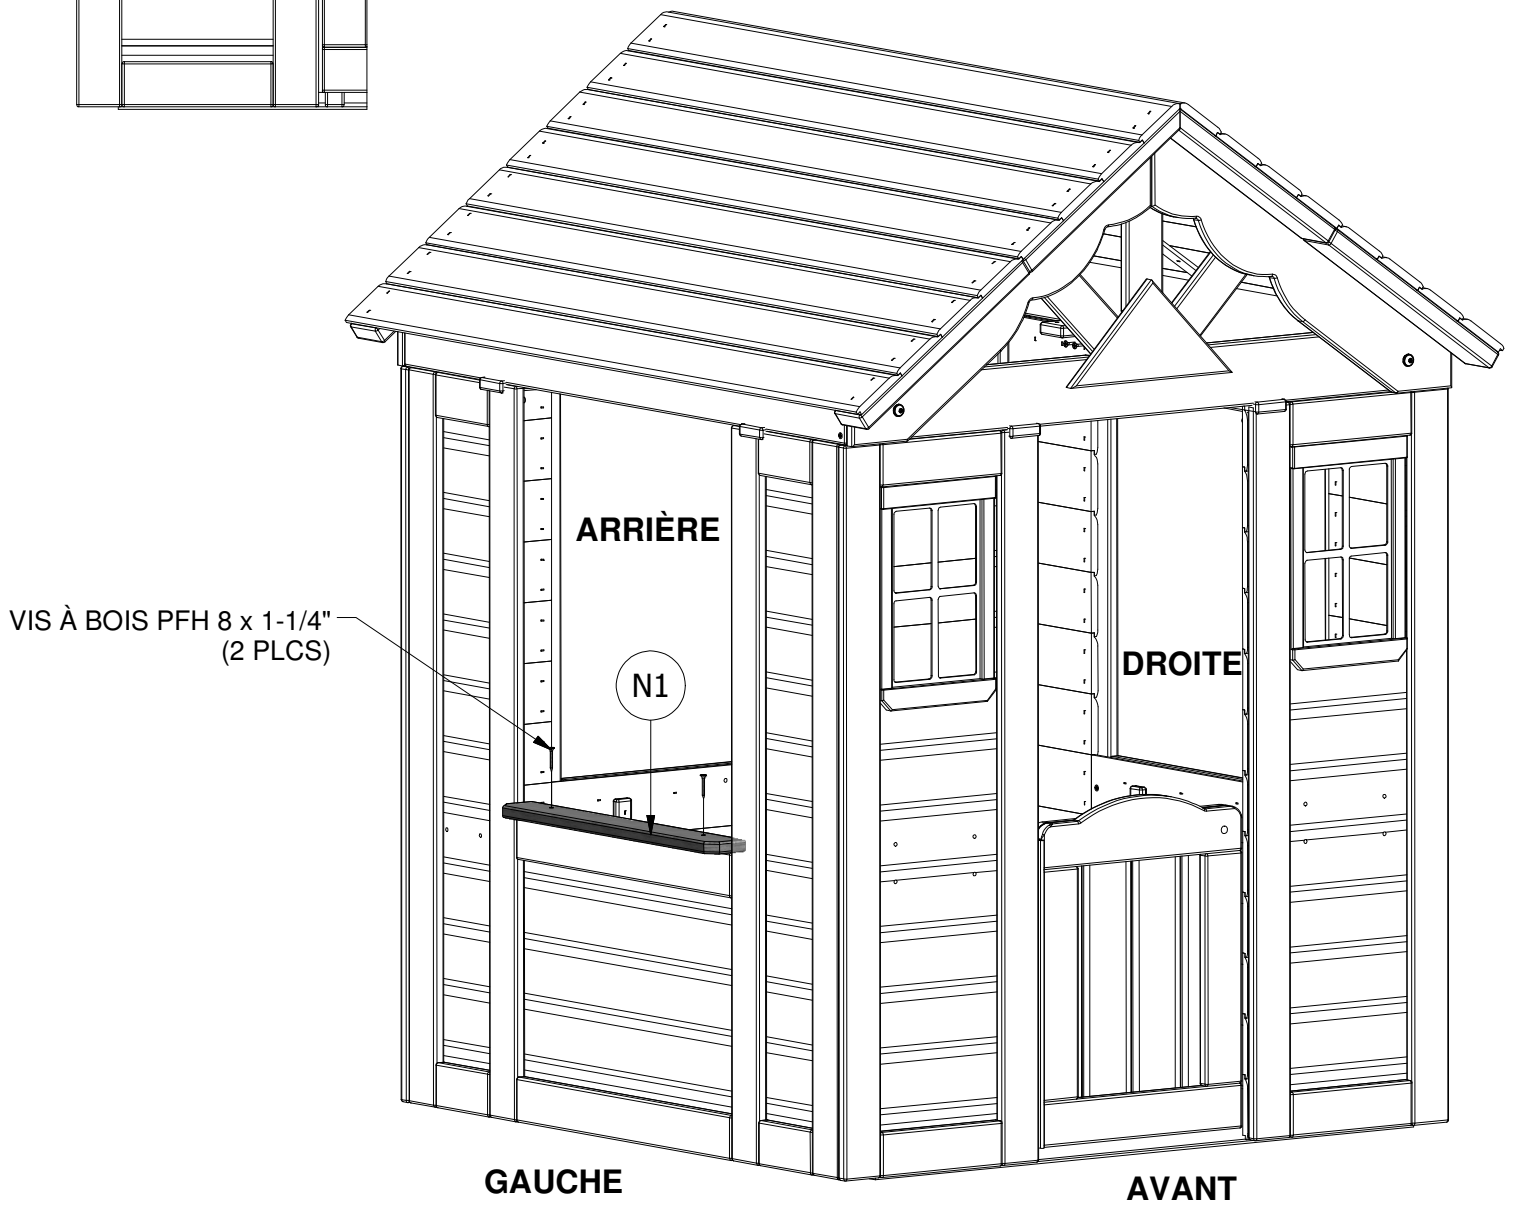 ARRIÈRE
VIS À BOIS PFH 8 x 1-1/4"
(2 PLCS)
N1
DROITE
GAUCHE
AVANT